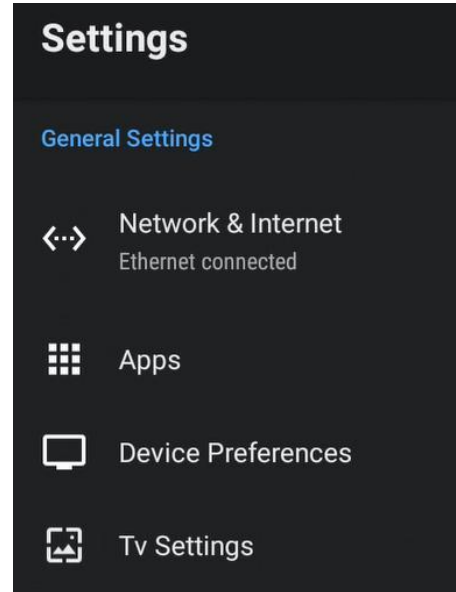 Settings
General Settings
Network & Internet
Ethernet connected
Apps
Device Preferences
Tv Settings